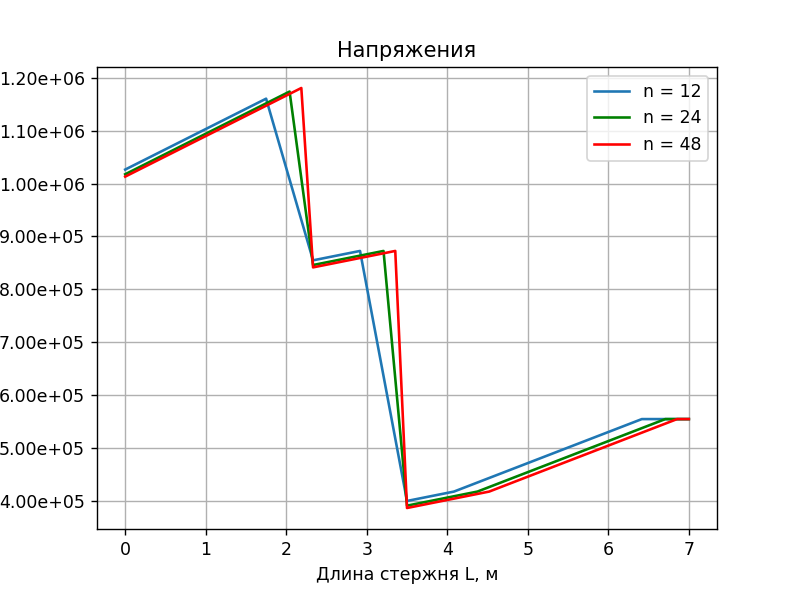 Напряжения
1.20e+06
1.10e+06
1.00e+06
9.00e+05
8.00e+05
7.00e+05
6.00e+05
5.00e+05
4.00e+05
n = 12
n = 24
n = 48
0 1 2 3 4 5 6 7
Длина стержня L, м